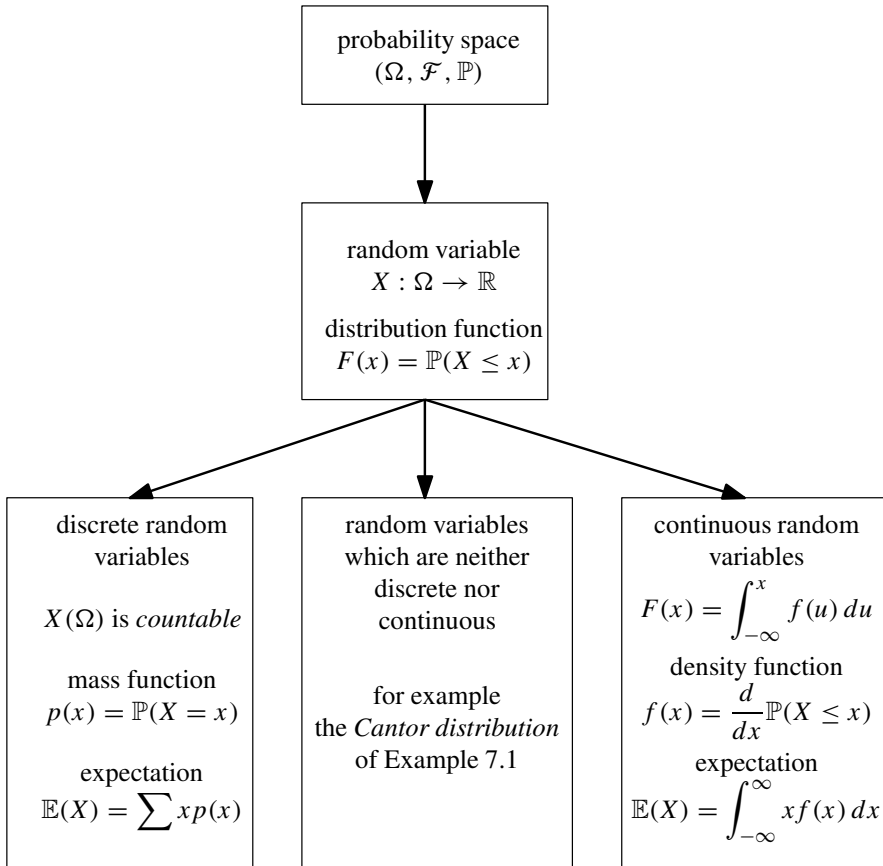 probability space
(Ω, ℱ, ℙ)
random variable
X : Ω → ℝ
distribution function
F(x) = ℙ(X ≤ x)
discrete random
variables
X(Ω) is countable
mass function
p(x) = ℙ(X = x)
expectation
𝔼(X) = ∑ xp(x)
random variables
which are neither
discrete nor
continuous
for example
the Cantor distribution
of Example 7.1
continuous random
variables
F(x) = ∫_{−∞}^{x} f(u) du
density function
f(x) = d/dx ℙ(X ≤ x)
expectation
𝔼(X) = ∫_{−∞}^{∞} xf(x) dx